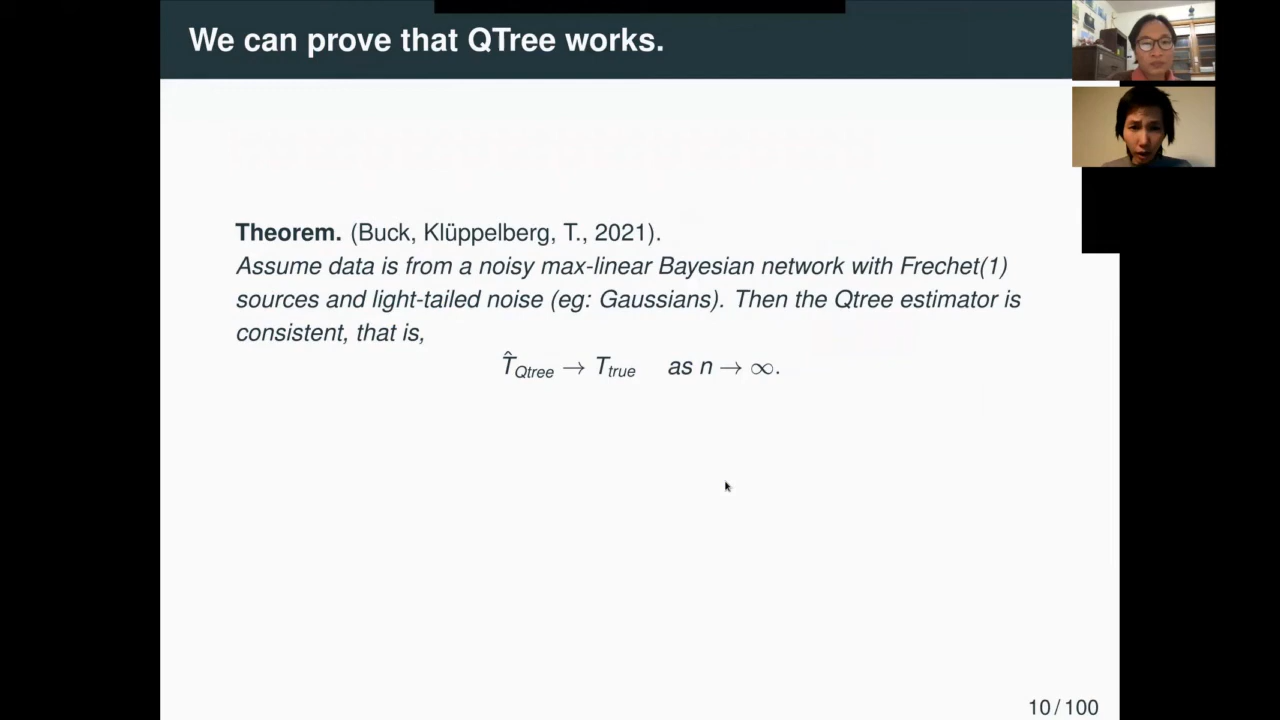 We can prove that QTree works.
Theorem. (Buck, Klüppelberg, T., 2021).
Assume data is from a noisy max-linear Bayesian network with Frechet(1)
sources and light-tailed noise (eg: Gaussians). Then the Qtree estimator is
consistent, that is,
T̂_Qtree → T_true as n → ∞.
10 / 100